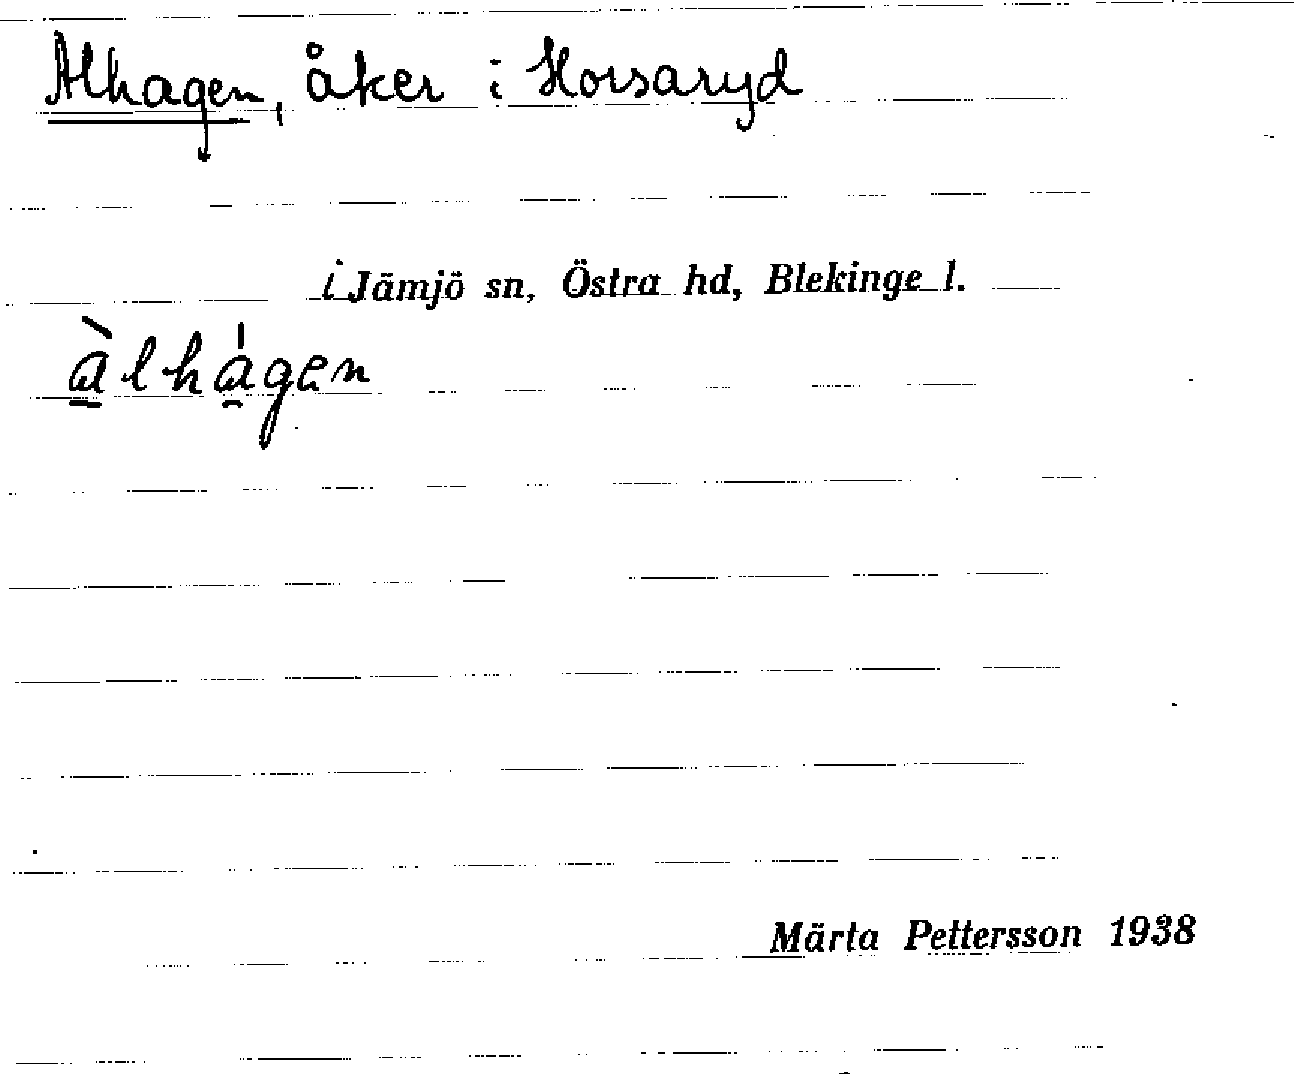 Alhagen, åker i Horsaryd
i Jämjö sn, Östra hd, Blekinge l.
àlhágen
Märta Pettersson 1938